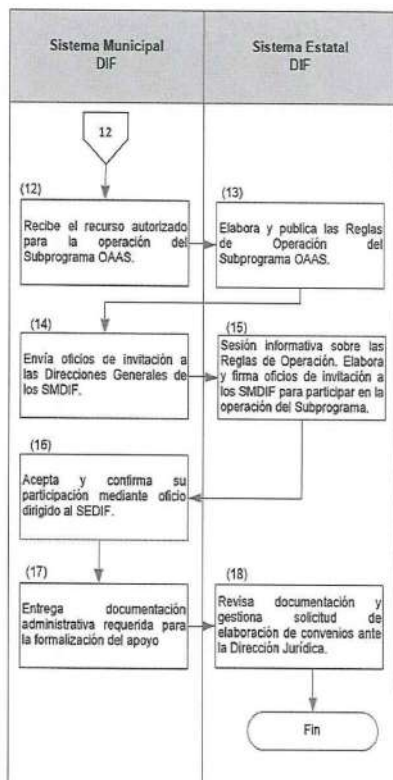 Sistema Municipal
DIF
Sistema Estatal
DIF
12
(12)
Recibe el recurso autorizado
para la operación del
Subprograma OAAS.
(13)
Elabora y publica las Reglas
de Operación del
Subprograma OAAS.
(14)
Envía oficios de invitación a
las Direcciones Generales de
los SMDIF.
(15)
Sesión informativa sobre las
Reglas de Operación. Elabora
y firma oficios de invitación a
los SMDIF para participar en la
operación del Subprograma.
(16)
Acepta y confirma su
participación mediante oficio
dirigido al SEDIF.
(17)
Entrega documentación
administrativa requerida para
la formalización del apoyo
(18)
Revisa documentación y
gestiona solicitud de
elaboración de convenios ante
la Dirección Jurídica.
Fin